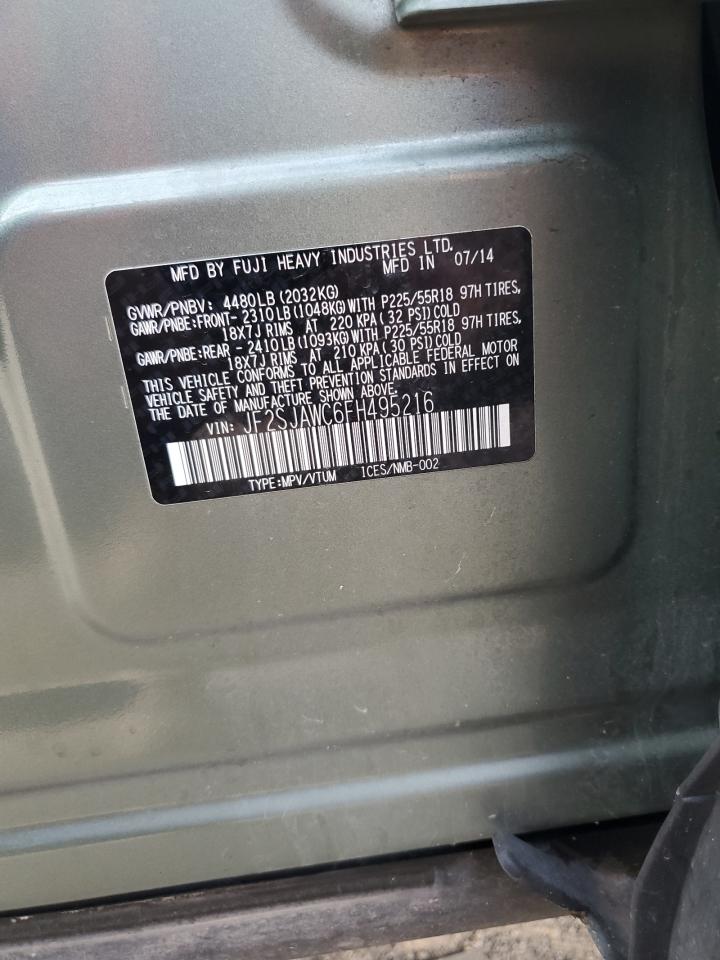 MFD BY FUJI HEAVY INDUSTRIES LTD.
MFD IN 07/14
GVWR/PNBV: 4480LB(2032KG)
GAWR/PNBE:FRONT- 2310LB(1048KG)WITH P225/55R18 97H TIRES,
18X7J RIMS AT 220 KPA(32 PSI)COLD
GAWR/PNBE:REAR - 2410LB(1093KG)WITH P225/55R18 97H TIRES,
18X7J RIMS AT 210 KPA(30 PSI)COLD
THIS VEHICLE CONFORMS TO ALL APPLICABLE FEDERAL MOTOR
VEHICLE SAFETY AND THEFT PREVENTION STANDARDS IN EFFECT ON
THE DATE OF MANUFACTURE SHOWN ABOVE.
VIN: JF2SJAWC6FH495216
TYPE:MPV/VTUM ICES/NMB-002